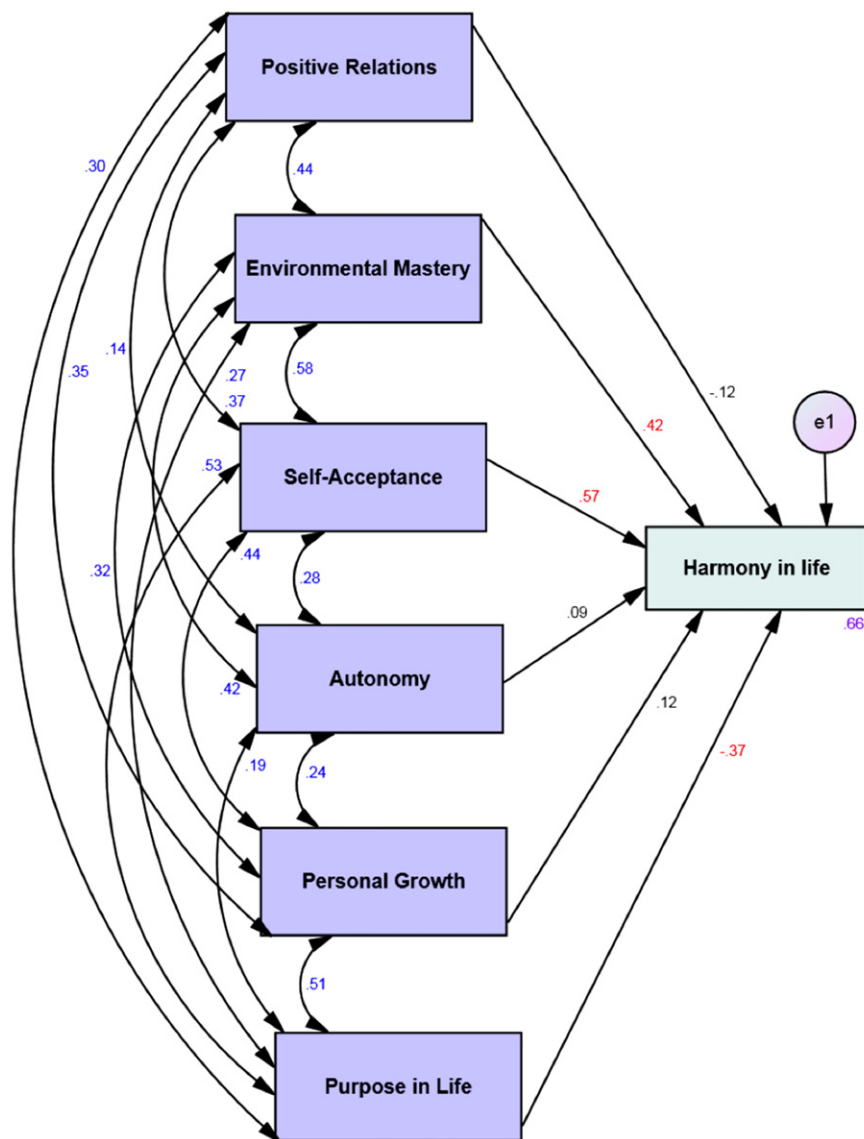 Positive Relations
.30
.44
Environmental Mastery
.14
.35
.27
.58
.37
-.12
.42
e1
.53
Self-Acceptance
.57
.44
.32
.28
Harmony in life
.09
.66
Autonomy
.42
.12
.19
.24
-.37
Personal Growth
.51
Purpose in Life